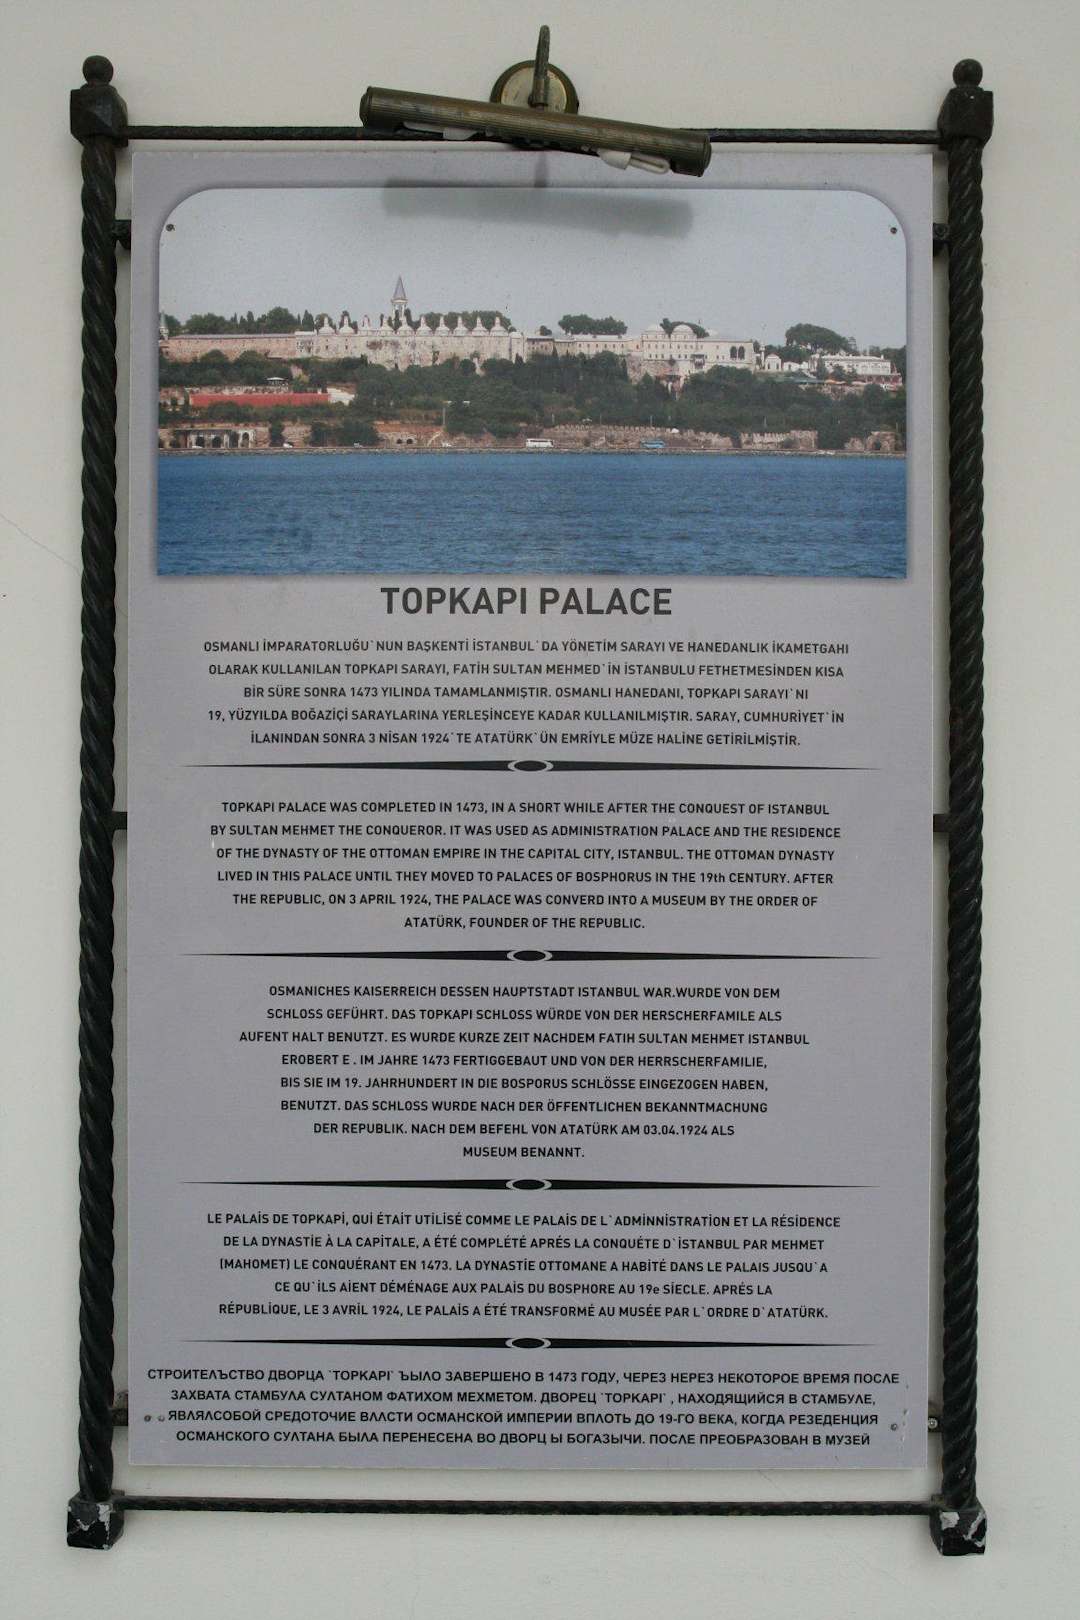 TOPKAPI PALACE
OSMANLI İMPARATORLUĞU`NUN BAŞKENTİ İSTANBUL`DA YÖNETİM SARAYI VE HANEDANLIK İKAMETGAHI
OLARAK KULLANILAN TOPKAPI SARAYI, FATİH SULTAN MEHMED`İN İSTANBULU FETHETMESİNDEN KISA
BİR SÜRE SONRA 1473 YILINDA TAMAMLANMIŞTIR. OSMANLI HANEDANI, TOPKAPI SARAYI`NI
19, YÜZYILDA BOĞAZİÇİ SARAYLARINA YERLEŞİNCEYE KADAR KULLANILMIŞTIR. SARAY, CUMHURİYET`İN
İLANINDAN SONRA 3 NİSAN 1924`TE ATATÜRK`ÜN EMRİYLE MÜZE HALİNE GETİRİLMİŞTİR.
TOPKAPI PALACE WAS COMPLETED IN 1473, IN A SHORT WHILE AFTER THE CONQUEST OF ISTANBUL
BY SULTAN MEHMET THE CONQUEROR. IT WAS USED AS ADMINISTRATION PALACE AND THE RESIDENCE
OF THE DYNASTY OF THE OTTOMAN EMPIRE IN THE CAPITAL CITY, ISTANBUL. THE OTTOMAN DYNASTY
LIVED IN THIS PALACE UNTIL THEY MOVED TO PALACES OF BOSPHORUS IN THE 19th CENTURY. AFTER
THE REPUBLIC, ON 3 APRIL 1924, THE PALACE WAS CONVERD INTO A MUSEUM BY THE ORDER OF
ATATÜRK, FOUNDER OF THE REPUBLIC.
OSMANICHES KAISERREICH DESSEN HAUPTSTADT ISTANBUL WAR.WURDE VON DEM
SCHLOSS GEFÜHRT. DAS TOPKAPI SCHLOSS WÜRDE VON DER HERSCHERFAMILE ALS
AUFENT HALT BENUTZT. ES WURDE KURZE ZEIT NACHDEM FATIH SULTAN MEHMET ISTANBUL
EROBERT E . IM JAHRE 1473 FERTIGGEBAUT UND VON DER HERRSCHERFAMILIE,
BIS SIE IM 19. JAHRHUNDERT IN DIE BOSPORUS SCHLÖSSE EINGEZOGEN HABEN,
BENUTZT. DAS SCHLOSS WURDE NACH DER ÖFFENTLICHEN BEKANNTMACHUNG
DER REPUBLIK. NACH DEM BEFEHL VON ATATÜRK AM 03.04.1924 ALS
MUSEUM BENANNT.
LE PALAİS DE TOPKAPİ, QUİ ÉTAİT UTİLİSÉ COMME LE PALAİS DE L`ADMİNNİSTRATİON ET LA RÉSİDENCE
DE LA DYNASTİE À LA CAPİTALE, A ÉTÉ COMPLÉTÉ APRÉS LA CONQUÉTE D`İSTANBUL PAR MEHMET
(MAHOMET) LE CONQUÉRANT EN 1473. LA DYNASTİE OTTOMANE A HABİTÉ DANS LE PALAIS JUSQU`A
CE QU`İLS AİENT DÉMÉNAGE AUX PALAİS DU BOSPHORE AU 19e SİECLE. APRÉS LA
RÉPUBLİQUE, LE 3 AVRİL 1924, LE PALAİS A ÉTÉ TRANSFORMÉ AU MUSÉE PAR L`ORDRE D`ATATÜRK.
СТРОИТЕЛЪСТВО ДВОРЦА `TOPKAPI` ЪЫЛО ЗАВЕРШЕНО В 1473 ГОДУ, ЧЕРЕЗ НЕРЕЗ НЕКОТОРОЕ ВРЕМЯ ПОСЛЕ
ЗАХВАТА СТАМБУЛА СУЛТАНОМ ФАТИХОМ МЕХМЕТОМ. ДВОРЕЦ `TOPKAPI` , НАХОДЯЩИЙСЯ В СТАМБУЛЕ,
ЯВЛЯЛСОБОЙ СРЕДОТОЧИЕ ВЛЛСТИ ОСМАНСКОЙ ИМПЕРИИ ВПЛОТЬ ДО 19-ГО ВЕКА, КОГДА РЕЗЕДЕНЦИЯ
ОСМАНСКОГО СУЛТАНА БЫЛА ПЕРЕНЕСЕНА ВО ДВОРЦ Ы БОГАЗЫЧИ. ПОСЛЕ ПРЕОБРАЗОВАН В МУЗЕЙ